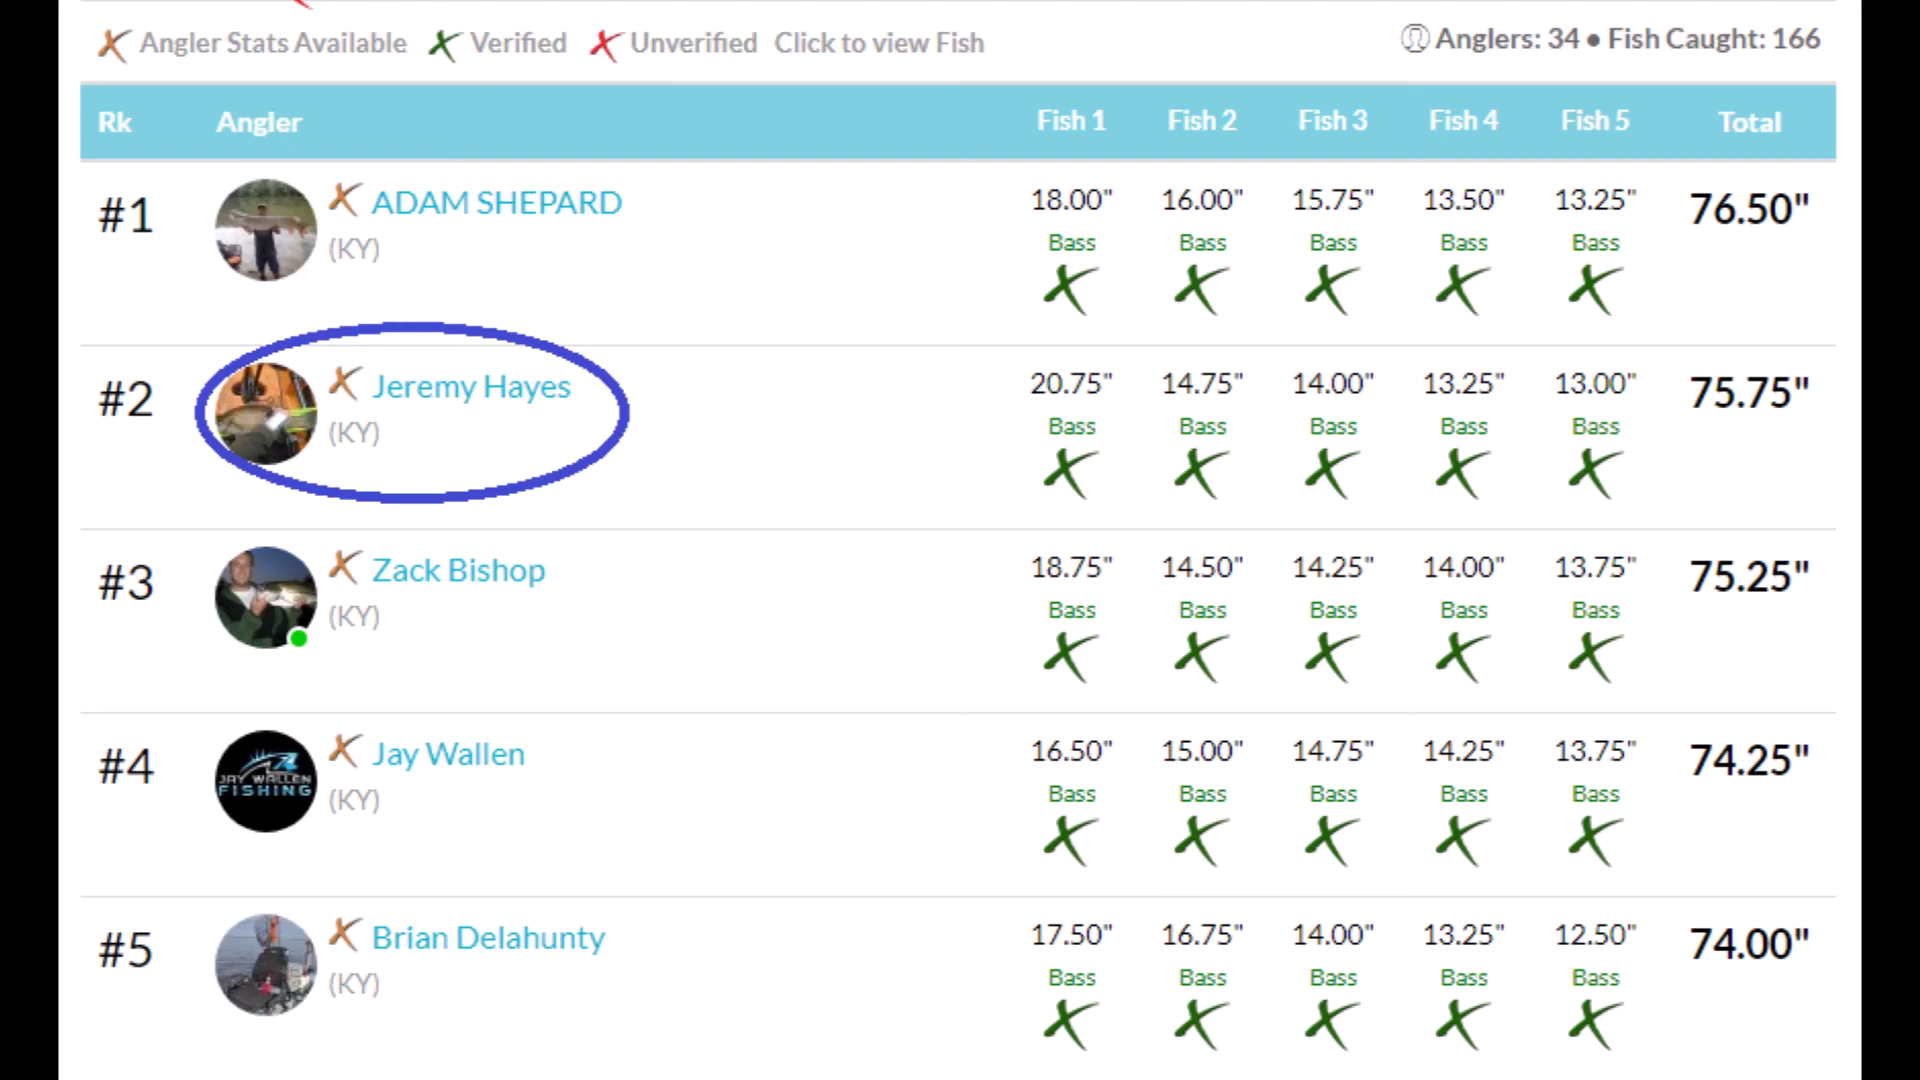 Angler Stats Available Verified Unverified Click to view Fish Anglers: 34 • Fish Caught: 166
Rk Angler Fish 1 Fish 2 Fish 3 Fish 4 Fish 5 Total
#1 ADAM SHEPARD 18.00" 16.00" 15.75" 13.50" 13.25" 76.50"
(KY) Bass Bass Bass Bass Bass
#2 Jeremy Hayes 20.75" 14.75" 14.00" 13.25" 13.00" 75.75"
(KY) Bass Bass Bass Bass Bass
#3 Zack Bishop 18.75" 14.50" 14.25" 14.00" 13.75" 75.25"
(KY) Bass Bass Bass Bass Bass
#4 Jay Wallen 16.50" 15.00" 14.75" 14.25" 13.75" 74.25"
JAY WALLEN
FISHING
(KY) Bass Bass Bass Bass Bass
#5 Brian Delahunty 17.50" 16.75" 14.00" 13.25" 12.50" 74.00"
(KY) Bass Bass Bass Bass Bass